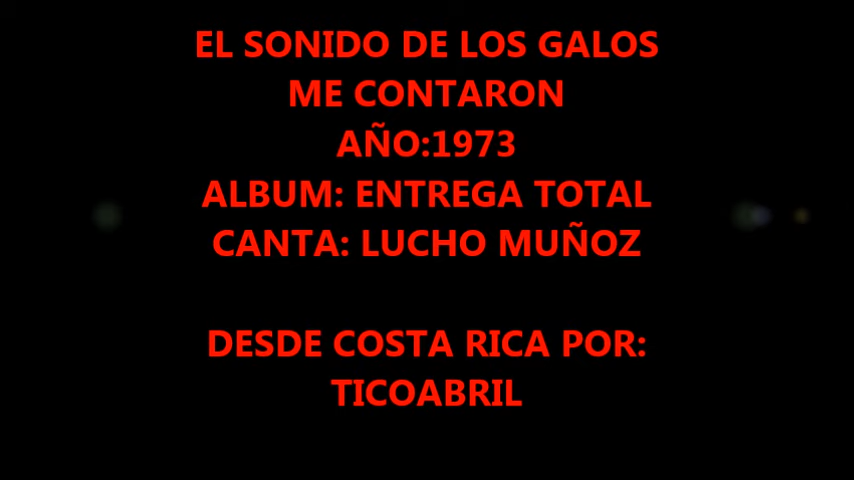 EL SONIDO DE LOS GALOS
ME CONTARON
AÑO:1973
ALBUM: ENTREGA TOTAL
CANTA: LUCHO MUÑOZ
DESDE COSTA RICA POR:
TICOABRIL